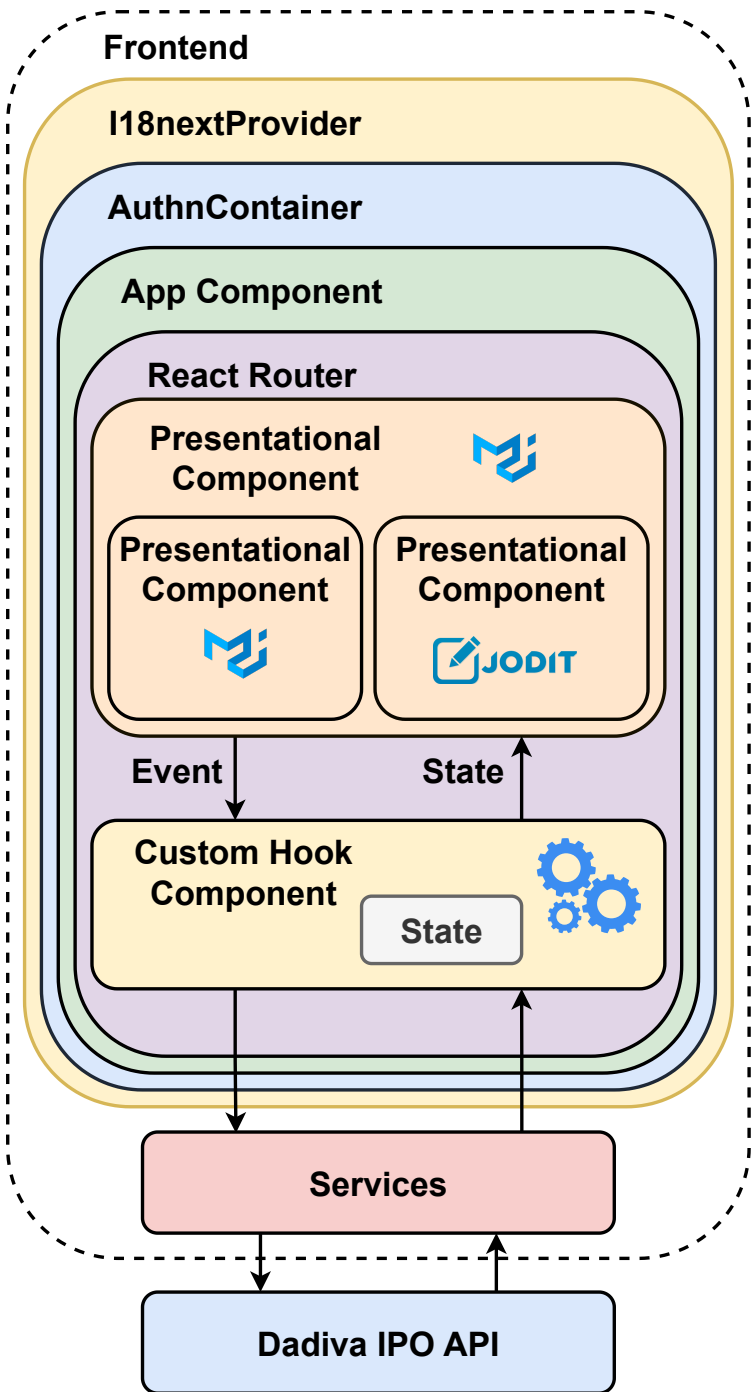 Frontend
I18nextProvider
AuthnContainer
App Component
React Router
Presentational
Component
Presentational
Component
Presentational
Component
JODIT
Event
State
Custom Hook
Component
State
Services
Dadiva IPO API